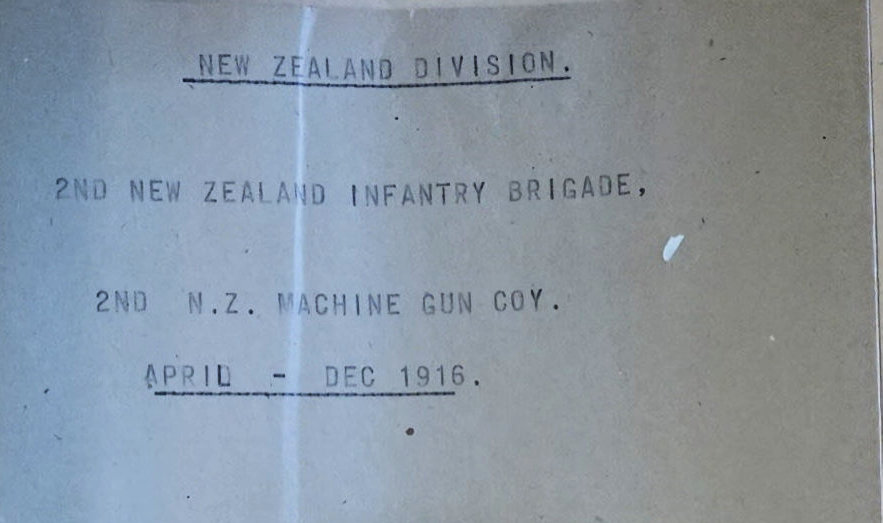 NEW ZEALAND DIVISION.
2ND NEW ZEALAND INFANTRY BRIGADE,
2ND N.Z. MACHINE GUN COY.
APRIL - DEC 1916.